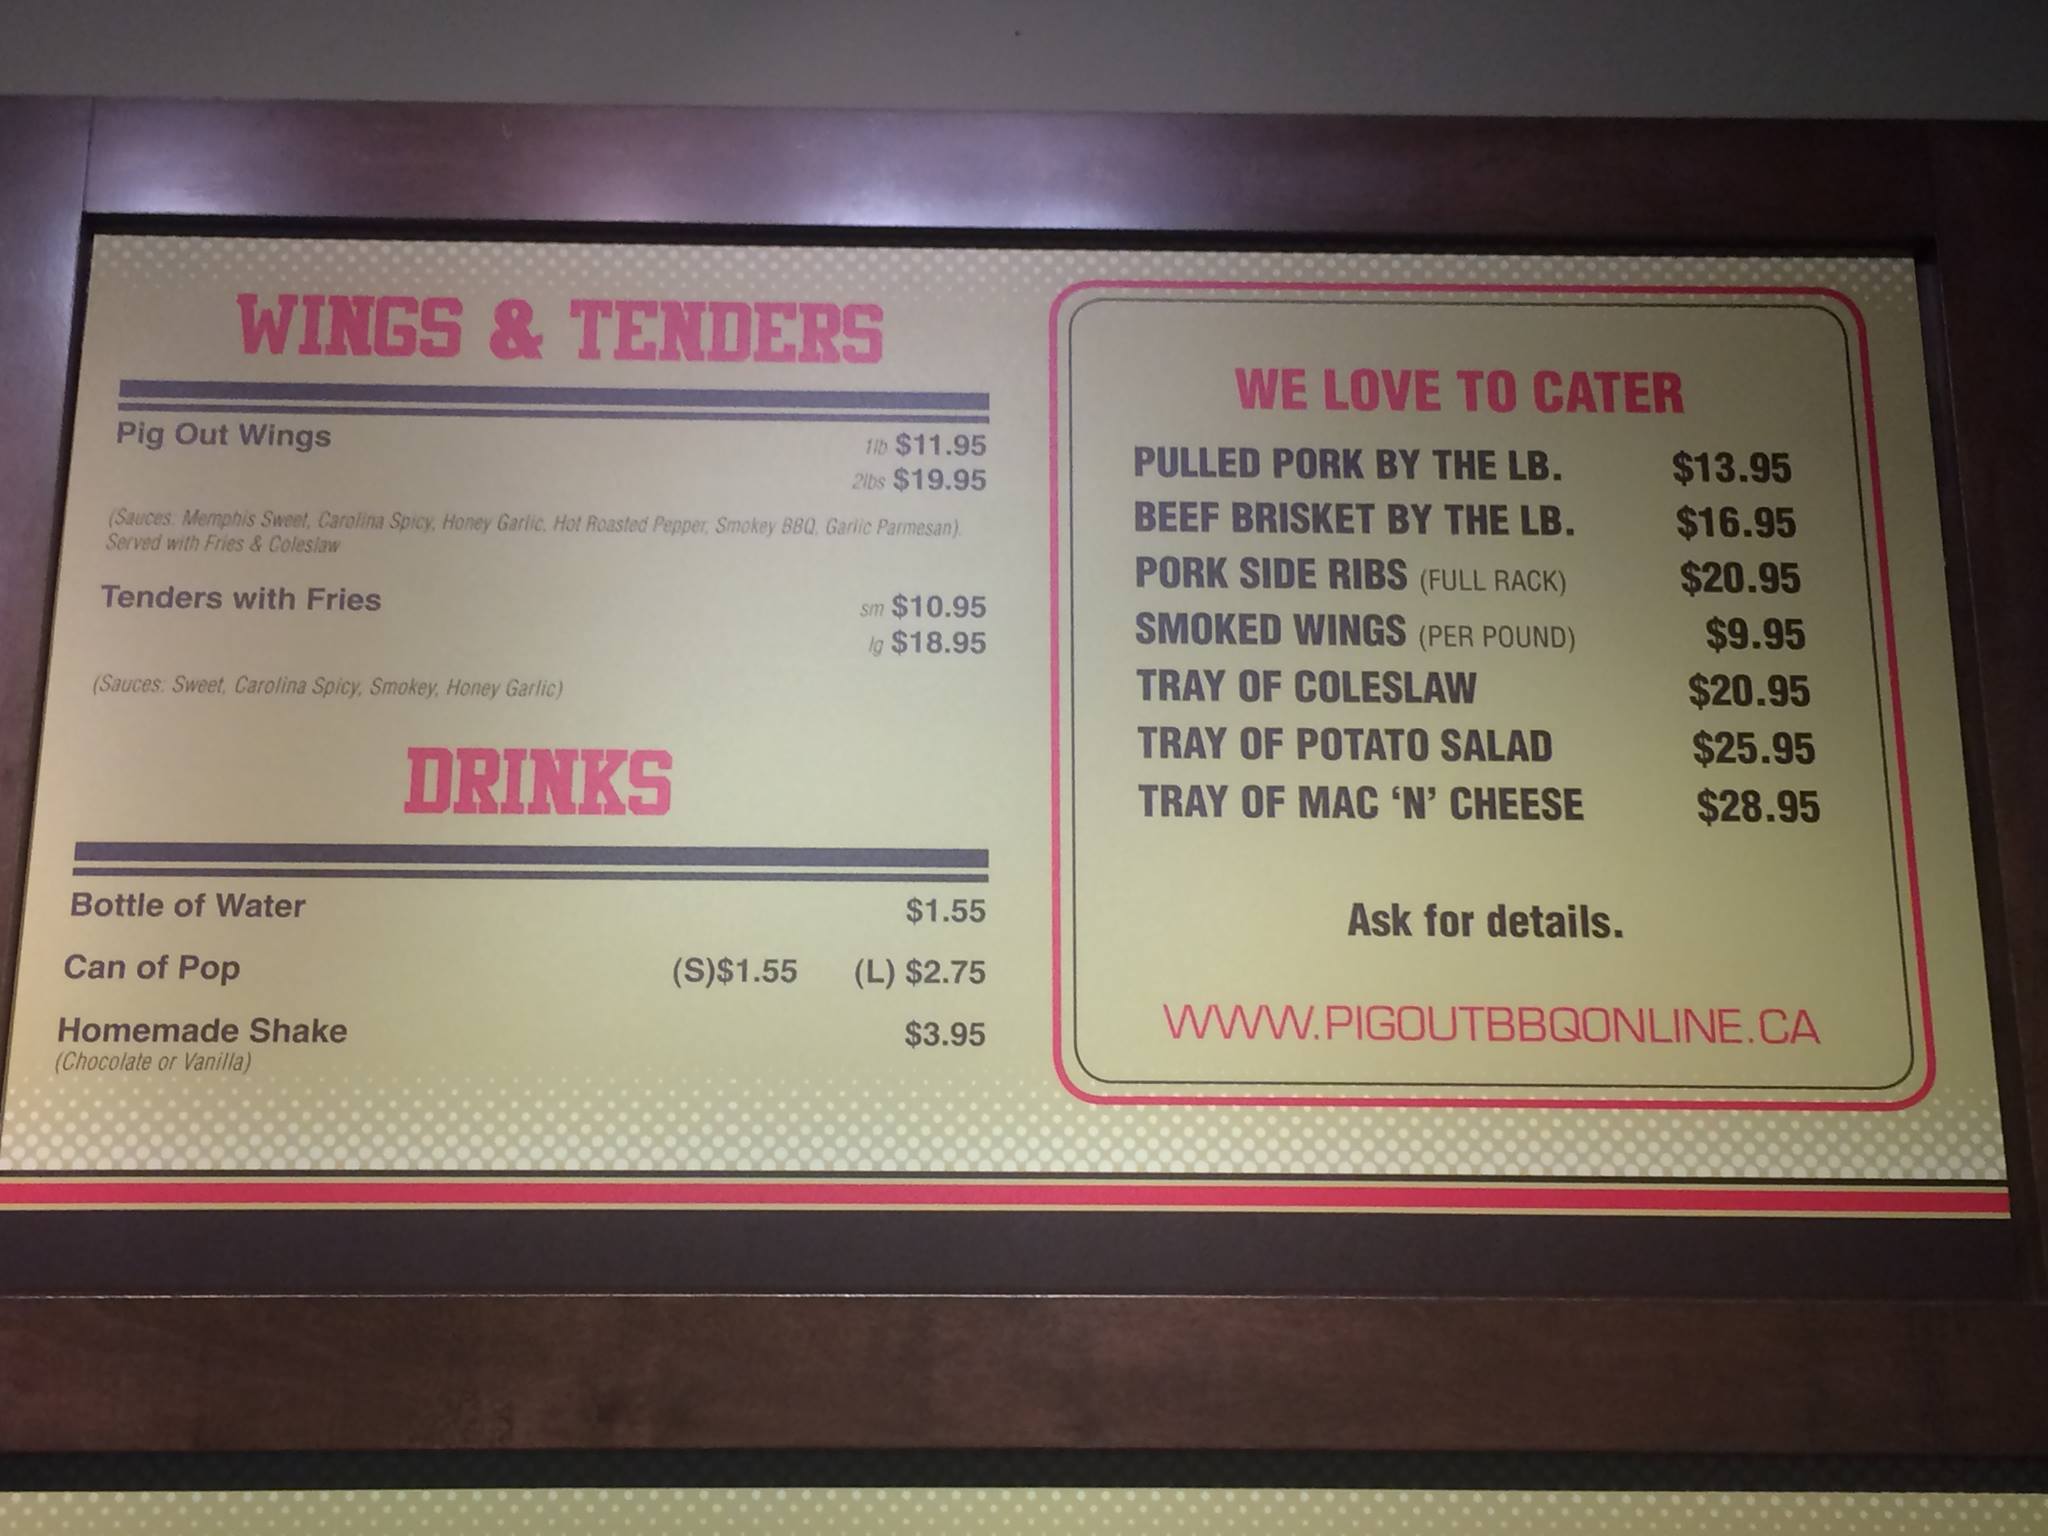 WINGS & TENDERS
Pig Out Wings 1lb $11.95
2lbs $19.95
(Sauces: Memphis Sweet, Carolina Spicy, Honey Garlic, Hot Roasted Pepper, Smokey BBQ, Garlic Parmesan).
Served with Fries & Coleslaw
Tenders with Fries sm $10.95
lg $18.95
(Sauces: Sweet, Carolina Spicy, Smokey, Honey Garlic)
DRINKS
Bottle of Water $1.55
Can of Pop (S)$1.55 (L) $2.75
Homemade Shake $3.95
(Chocolate or Vanilla)
WE LOVE TO CATER
PULLED PORK BY THE LB. $13.95
BEEF BRISKET BY THE LB. $16.95
PORK SIDE RIBS (FULL RACK) $20.95
SMOKED WINGS (PER POUND) $9.95
TRAY OF COLESLAW $20.95
TRAY OF POTATO SALAD $25.95
TRAY OF MAC ‘N’ CHEESE $28.95
Ask for details.
WWW.PIGOUTBBQONLINE.CA